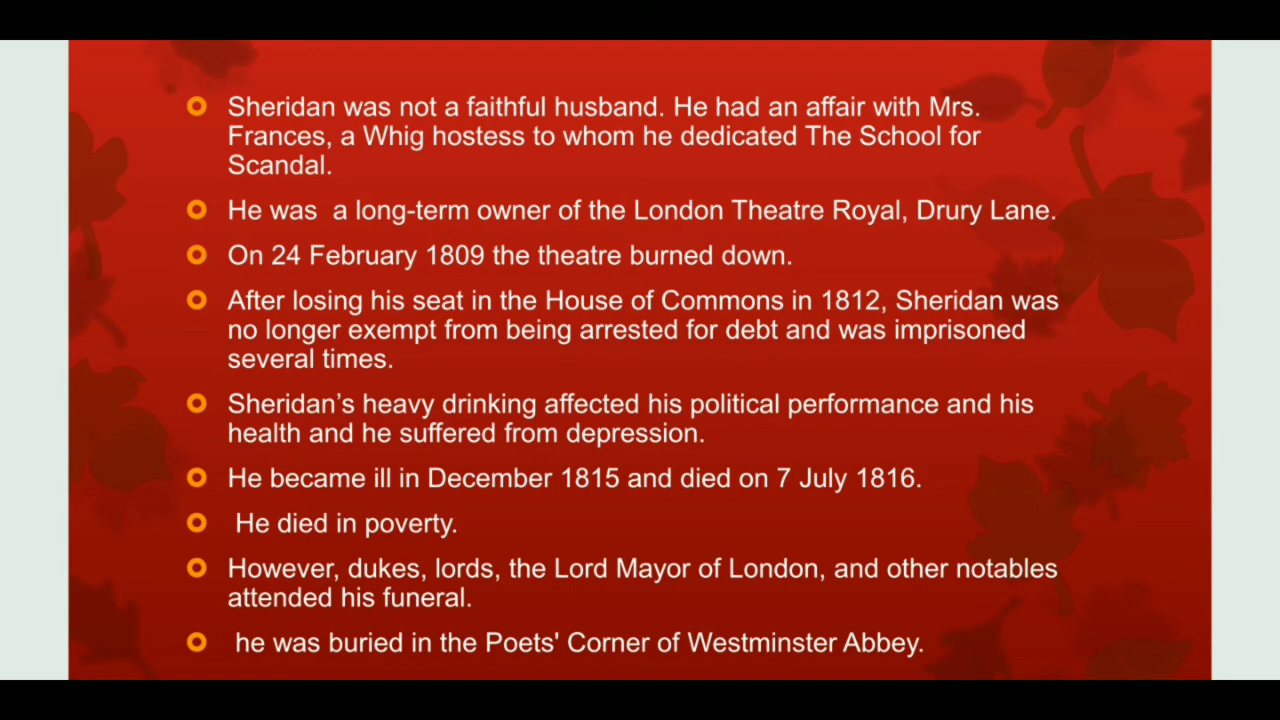 Sheridan was not a faithful husband. He had an affair with Mrs.
Frances, a Whig hostess to whom he dedicated The School for
Scandal.
He was  a long-term owner of the London Theatre Royal, Drury Lane.
On 24 February 1809 the theatre burned down.
After losing his seat in the House of Commons in 1812, Sheridan was
no longer exempt from being arrested for debt and was imprisoned
several times.
Sheridan’s heavy drinking affected his political performance and his
health and he suffered from depression.
He became ill in December 1815 and died on 7 July 1816.
He died in poverty.
However, dukes, lords, the Lord Mayor of London, and other notables
attended his funeral.
he was buried in the Poets' Corner of Westminster Abbey.